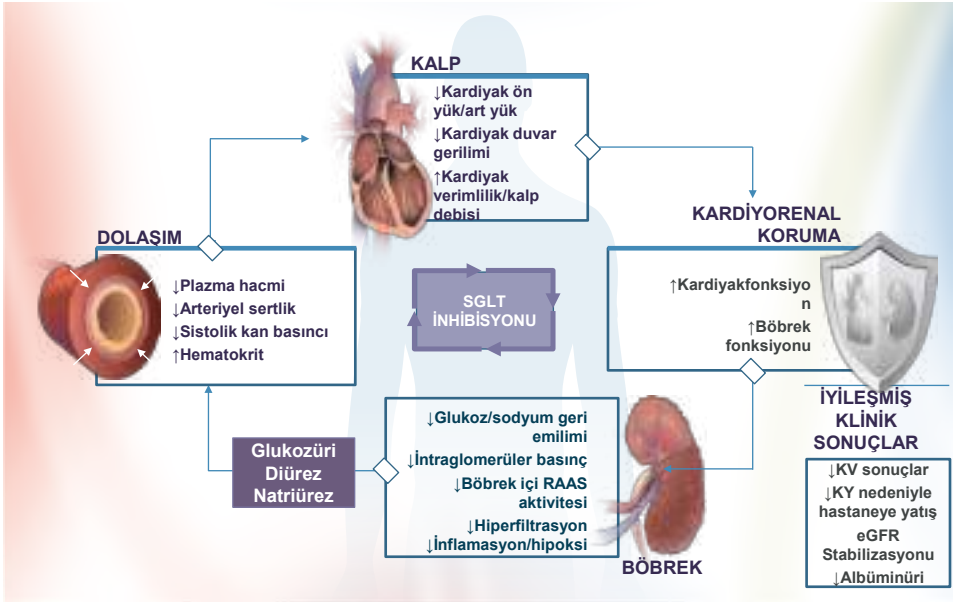 KALP
↓Kardiyak ön
yük/art yük
↓Kardiyak duvar
gerilimi
↑Kardiyak
verimlilik/kalp
debisi
KARDİYORENAL
KORUMA
↑Kardiyakfonksiyo
n
↑Böbrek
fonksiyonu
DOLAŞIM
↓Plazma hacmi
↓Arteriyel sertlik
↓Sistolik kan basıncı
↑Hematokrit
SGLT
İNHİBİSYONU
İYİLEŞMİŞ
KLİNİK
SONUÇLAR
↓KV sonuçlar
↓KY nedeniyle
hastaneye yatış
eGFR
Stabilizasyonu
↓Albüminüri
↓Glukoz/sodyum geri
emilimi
↓İntraglomerüler basınç
↓Böbrek içi RAAS
aktivitesi
↓Hiperfiltrasyon
↓İnflamasyon/hipoksi
BÖBREK
Glukozüri
Diürez
Natriürez